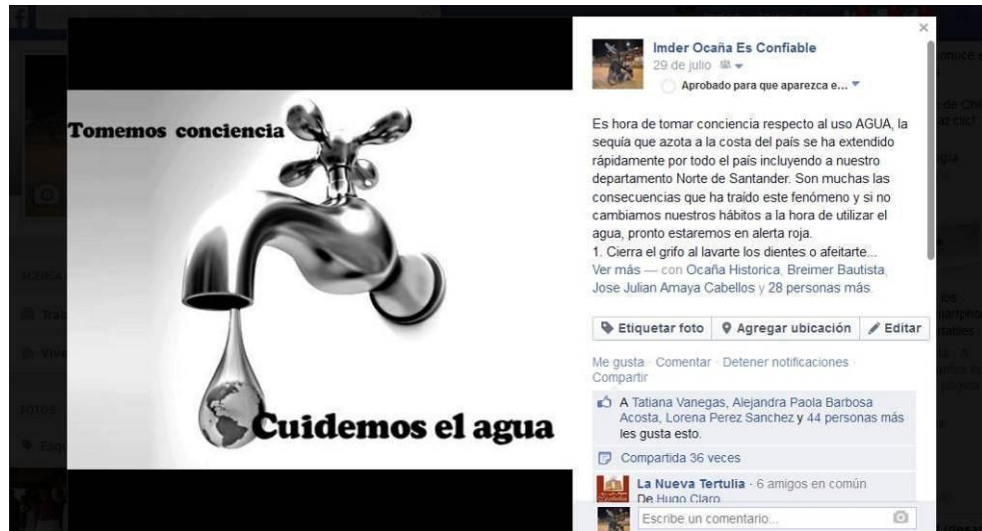 Tomemos conciencia
Cuidemos el agua
Imder Ocaña Es Confiable
29 de julio
Aprobado para que aparezca e...
Es hora de tomar conciencia respecto al uso AGUA, la
sequía que azota a la costa del país se ha extendido
rápidamente por todo el país incluyendo a nuestro
departamento Norte de Santander. Son muchas las
consecuencias que ha traído este fenómeno y si no
cambiamos nuestros hábitos a la hora de utilizar el
agua, pronto estaremos en alerta roja.
1. Cierra el grifo al lavarte los dientes o afeitarte...
Ver más — con Ocaña Historica, Breimer Bautista,
Jose Julian Amaya Cabellos y 28 personas más.
Etiquetar foto Agregar ubicación Editar
Me gusta · Comentar · Detener notificaciones ·
Compartir
A Tatiana Vanegas, Alejandra Paola Barbosa
Acosta, Lorena Perez Sanchez y 44 personas más
les gusta esto.
Compartida 36 veces
La Nueva Tertulia · 6 amigos en común
De Hugo Claro
Escribe un comentario...